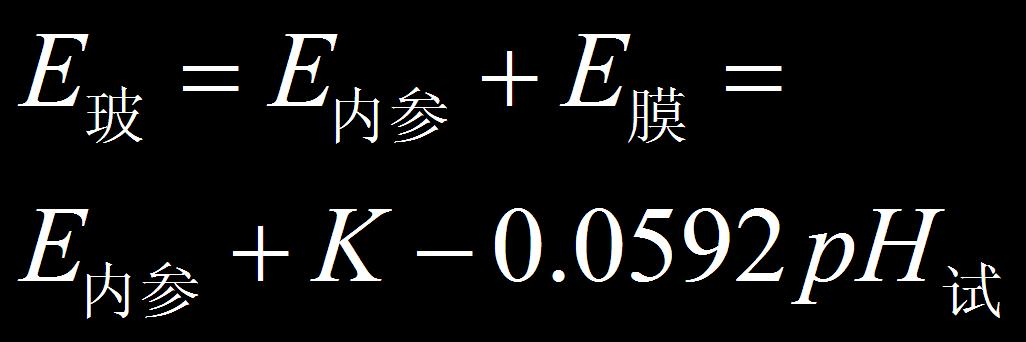 E玻 = E内参 + E膜 =
E内参 + K − 0.0592pH试